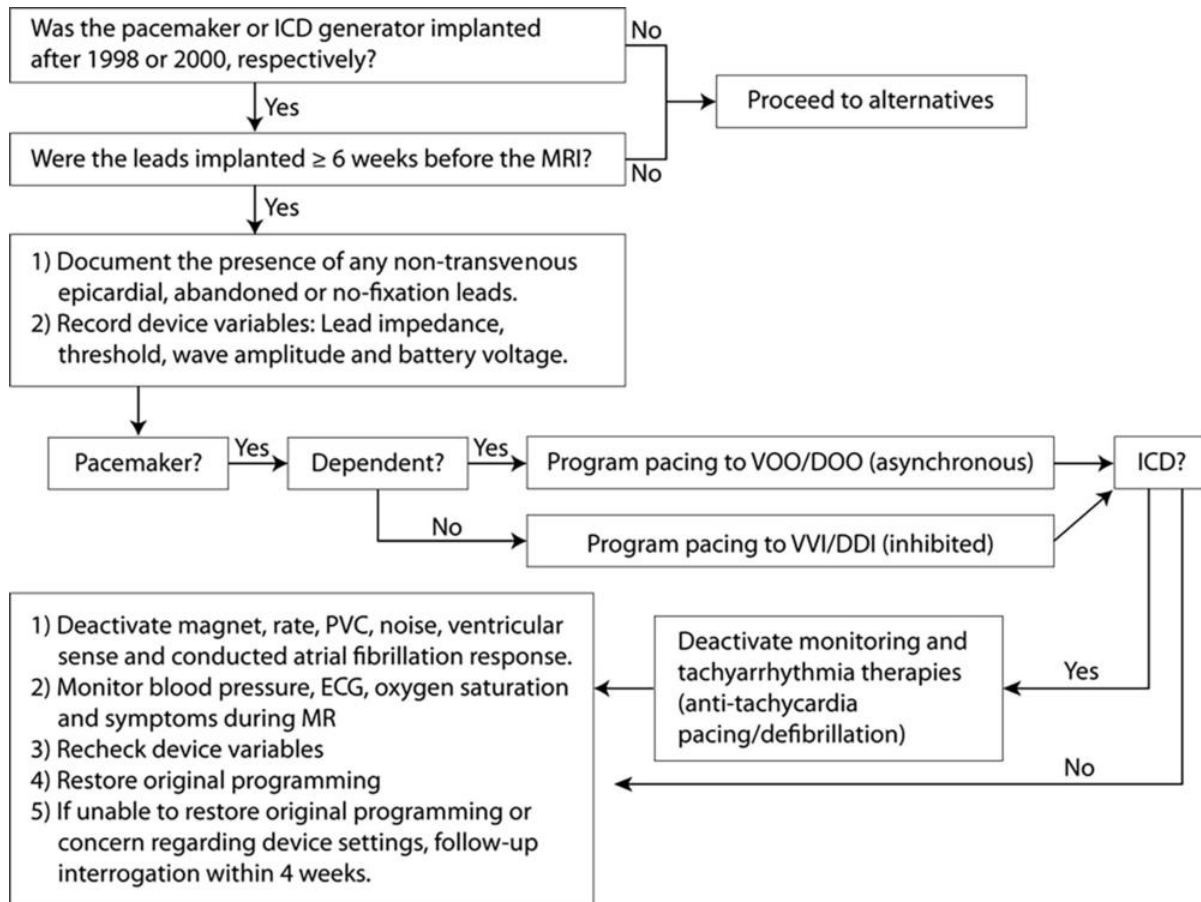 Was the pacemaker or ICD generator implanted
after 1998 or 2000, respectively?
No
Proceed to alternatives
Yes
Were the leads implanted ≥ 6 weeks before the MRI?
No
Yes
1) Document the presence of any non-transvenous
epicardial, abandoned or no-fixation leads.
2) Record device variables: Lead impedance,
threshold, wave amplitude and battery voltage.
Pacemaker?
Yes
Dependent?
Yes
Program pacing to VOO/DOO (asynchronous)
ICD?
No
Program pacing to VVI/DDI (inhibited)
1) Deactivate magnet, rate, PVC, noise, ventricular
sense and conducted atrial fibrillation response.
2) Monitor blood pressure, ECG, oxygen saturation
and symptoms during MR
3) Recheck device variables
4) Restore original programming
5) If unable to restore original programming or
concern regarding device settings, follow-up
interrogation within 4 weeks.
Deactivate monitoring and
tachyarrhythmia therapies
(anti-tachycardia
pacing/defibrillation)
Yes
No